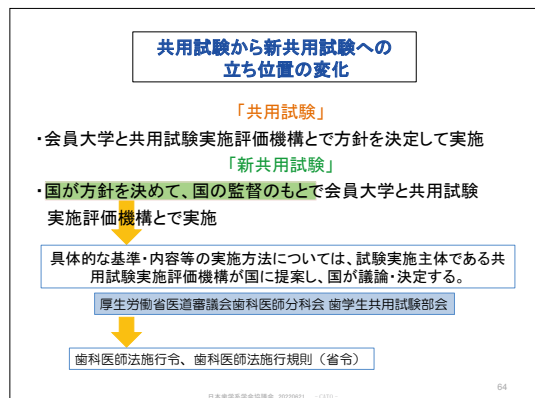 共用試験から新共用試験への
立ち位置の変化
「共用試験」
・会員大学と共用試験実施評価機構とで方針を決定して実施
「新共用試験」
・国が方針を決めて、国の監督のもとで会員大学と共用試験
実施評価機構とで実施
具体的な基準・内容等の実施方法については、試験実施主体である共
用試験実施評価機構が国に提案し、国が議論・決定する。
厚生労働省医道審議会歯科医師分科会 歯学生共用試験部会
歯科医師法施行令、歯科医師法施行規則（省令）
64